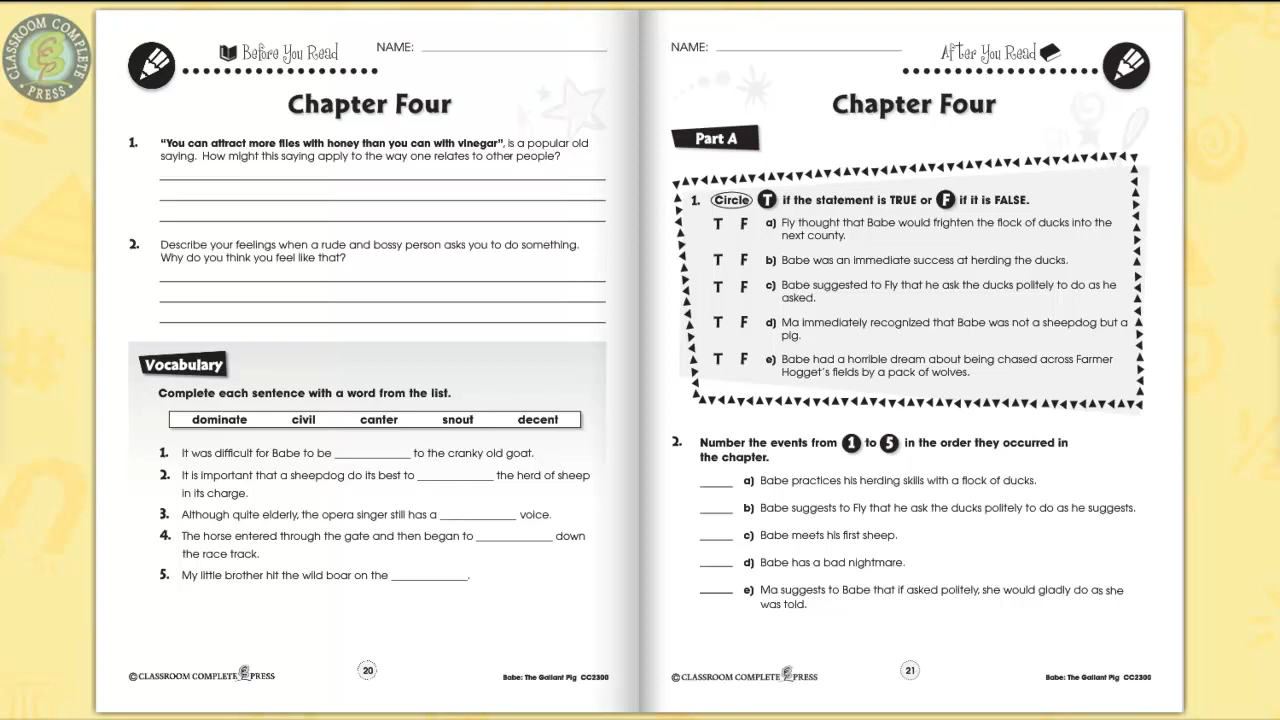 CLASSROOM COMPLETE
PRESS
Before You Read
NAME:
Chapter Four
1. "You can attract more flies with honey than you can with vinegar", is a popular old
saying. How might this saying apply to the way one relates to other people?
2. Describe your feelings when a rude and bossy person asks you to do something.
Why do you think you feel like that?
Vocabulary
Complete each sentence with a word from the list.
dominate civil canter snout decent
1. It was difficult for Babe to be ____________ to the cranky old goat.
2. It is important that a sheepdog do its best to ____________ the herd of sheep
in its charge.
3. Although quite elderly, the opera singer still has a ____________ voice.
4. The horse entered through the gate and then began to ____________ down
the race track.
5. My little brother hit the wild boar on the ____________.
©CLASSROOM COMPLETE PRESS
20
Babe: The Gallant Pig CC2300
NAME:
After You Read
Chapter Four
Part A
1. Circle T if the statement is TRUE or F if it is FALSE.
T F a) Fly thought that Babe would frighten the flock of ducks into the
next county.
T F b) Babe was an immediate success at herding the ducks.
T F c) Babe suggested to Fly that he ask the ducks politely to do as he
asked.
T F d) Ma immediately recognized that Babe was not a sheepdog but a
pig.
T F e) Babe had a horrible dream about being chased across Farmer
Hogget's fields by a pack of wolves.
2. Number the events from 1 to 5 in the order they occurred in
the chapter.
_____ a) Babe practices his herding skills with a flock of ducks.
_____ b) Babe suggests to Fly that he ask the ducks politely to do as he suggests.
_____ c) Babe meets his first sheep.
_____ d) Babe has a bad nightmare.
_____ e) Ma suggests to Babe that if asked politely, she would gladly do as she
was told.
©CLASSROOM COMPLETE PRESS
21
Babe: The Gallant Pig CC2300